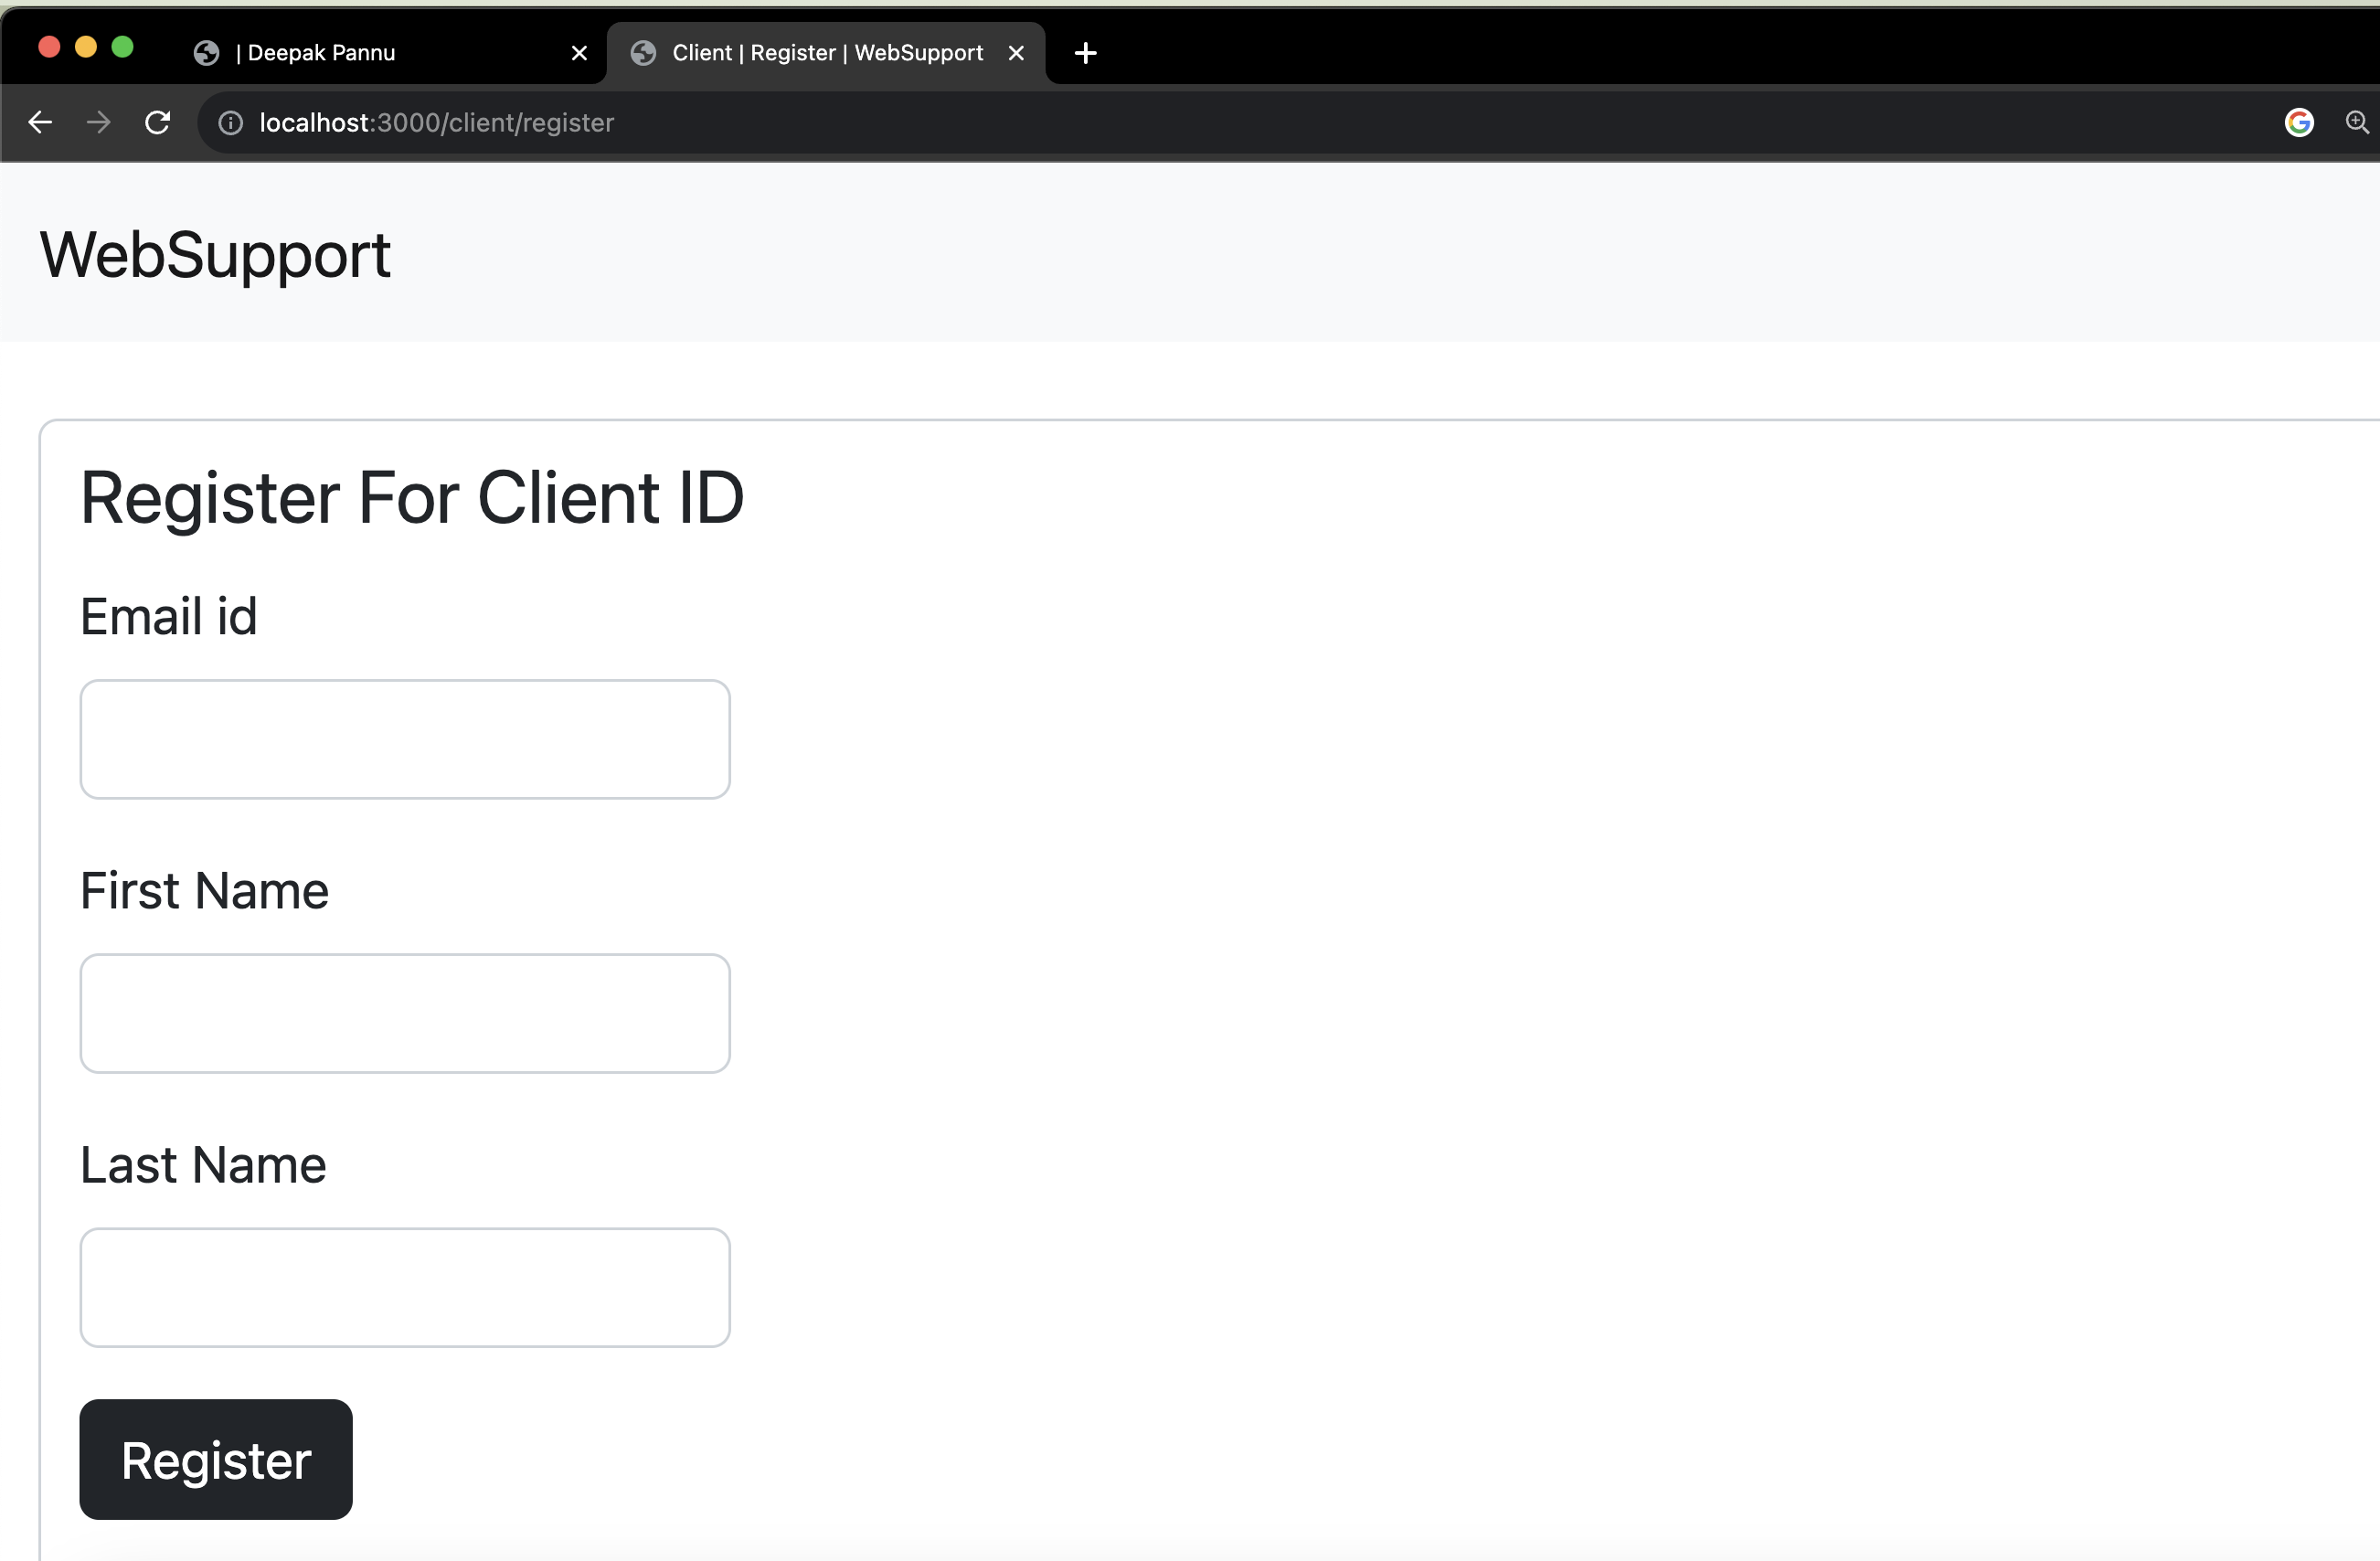 | Deepak Pannu
Client | Register | WebSupport
localhost:3000/client/register
WebSupport
Register For Client ID
Email id
First Name
Last Name
Register